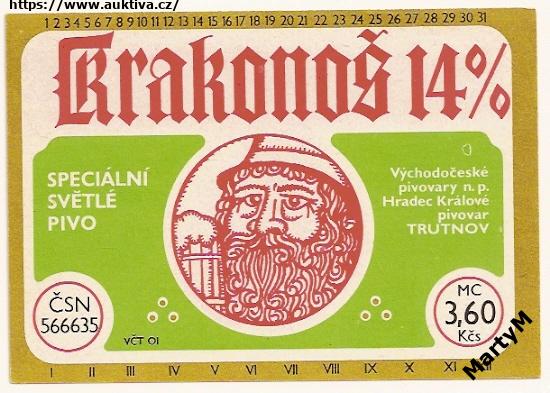 https://www.auktiva.cz/
1 2 3 4 5 6 7 8 9 10 11 12 13 14 15 16 17 18 19 20 21 22 23 24 25 26 27 28 29 30 31
Krakonoš 14%
SPECIÁLNÍ
SVĚTLÉ
PIVO
Východočeské
pivovary n. p.
Hradec Králové
pivovar
TRUTNOV
ČSN
566635
VČT 01
MC
3,60
Kčs
I II III IV V VI VII VIII IX X XI XII
MartyM